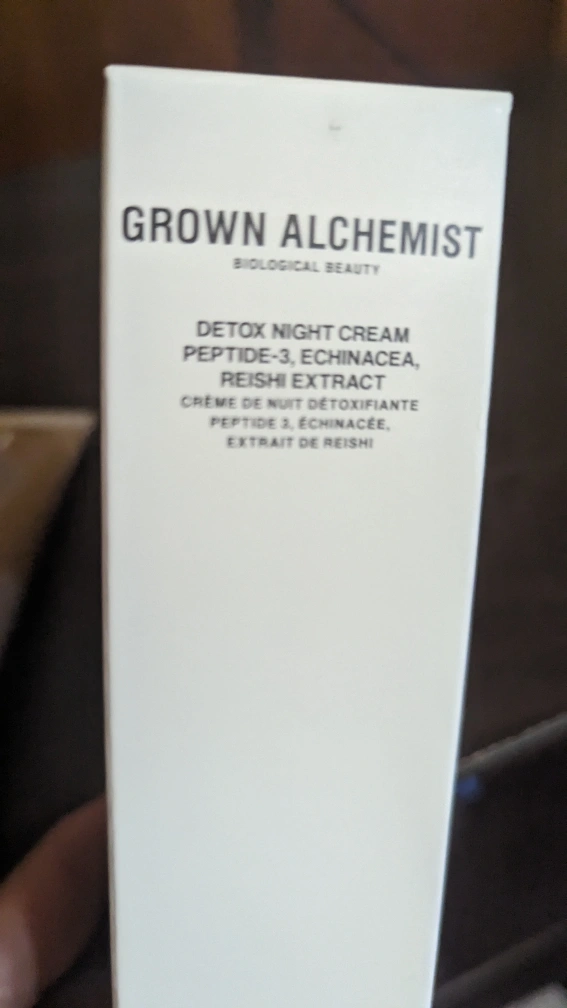 GROWN ALCHEMIST
BIOLOGICAL BEAUTY
DETOX NIGHT CREAM
PEPTIDE-3, ECHINACEA,
REISHI EXTRACT
CRÈME DE NUIT DÉTOXIFIANTE
PEPTIDE 3, ÉCHINACÉE,
EXTRAIT DE REISHI